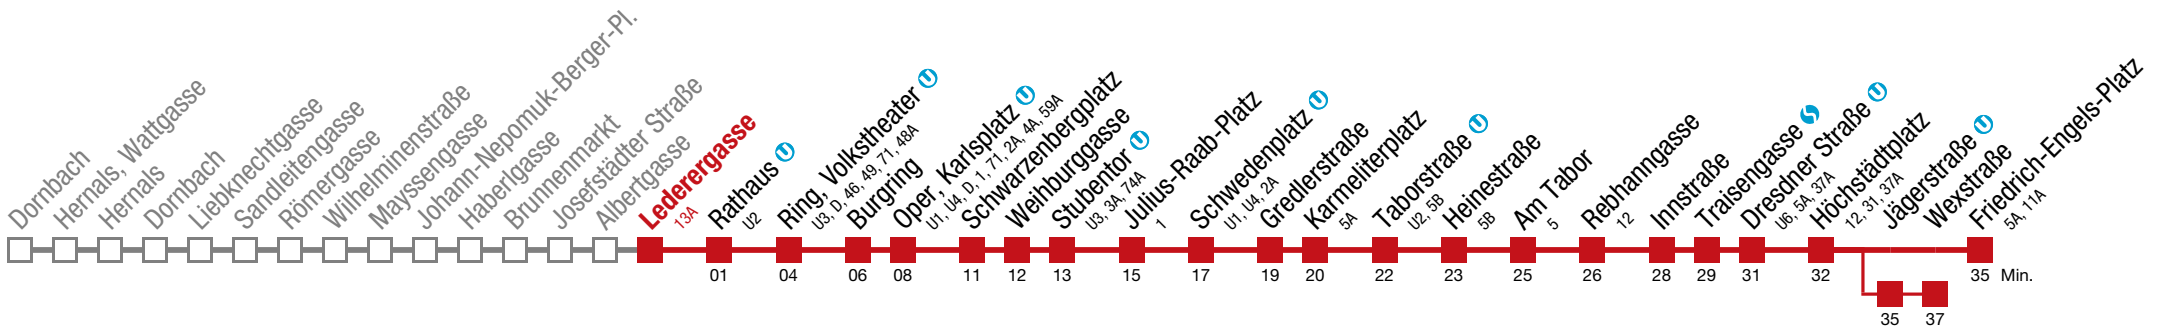 Dornbach
Hernals, Wattgasse
Hernals
Dornbach
Liebknechtgasse
Sandleitengasse
Römergasse
Wilhelminenstraße
Mayssengasse
Johann-Nepomuk-Berger-Pl.
Haberlgasse
Brunnenmarkt
Josefstädter Straße
Albertgasse
Lederergasse
13A
Rathaus U
U2
Ring, Volkstheater U
U3, D, 46, 49, 71, 48A
Burgring
Oper, Karlsplatz U
U1, U4, D, 1, 71, 2A, 4A, 59A
Schwarzenbergplatz
Weihburggasse
Stubentor U
U3, 3A, 74A
Julius-Raab-Platz
1
Schwedenplatz U
U1, U4, 2A
Gredlerstraße
Karmeliterplatz
5A
Taborstraße U
U2, 5B
Heinestraße
5B
Am Tabor
5
Rebhanngasse
12
Innstraße
Traisengasse S
Dresdner Straße U
U6, 5A, 37A
Höchstädtplatz
12, 31, 37A
Jägerstraße U
Wexstraße
Friedrich-Engels-Platz
5A, 11A
01 04 06 08 11 12 13 15 17 19 20 22 23 25 26 28 29 31 32 35 Min.
35 37